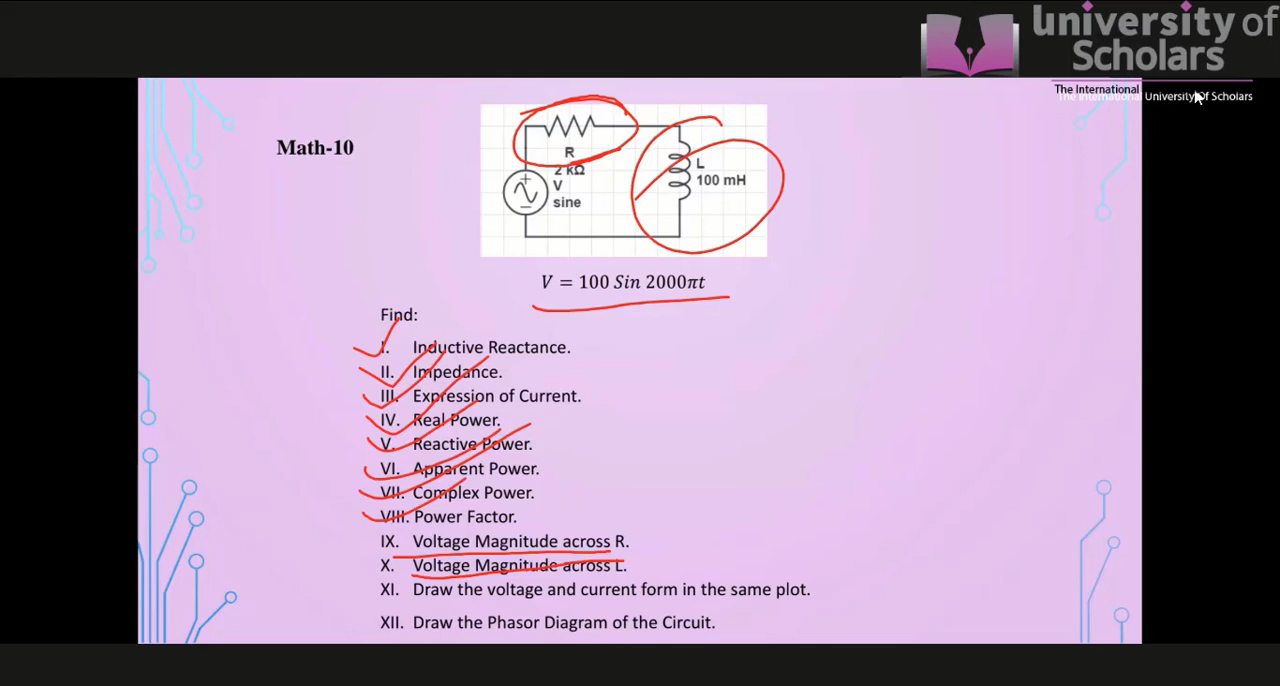 university of
Scholars
The International
The International University Of Scholars
Math-10
R
2 kΩ
V
sine
L
100 mH
V = 100 Sin 2000πt
Find:
I. Inductive Reactance.
II. Impedance.
III. Expression of Current.
IV. Real Power.
V. Reactive Power.
VI. Apparent Power.
VII. Complex Power.
VIII. Power Factor.
IX. Voltage Magnitude across R.
X. Voltage Magnitude across L.
XI. Draw the voltage and current form in the same plot.
XII. Draw the Phasor Diagram of the Circuit.